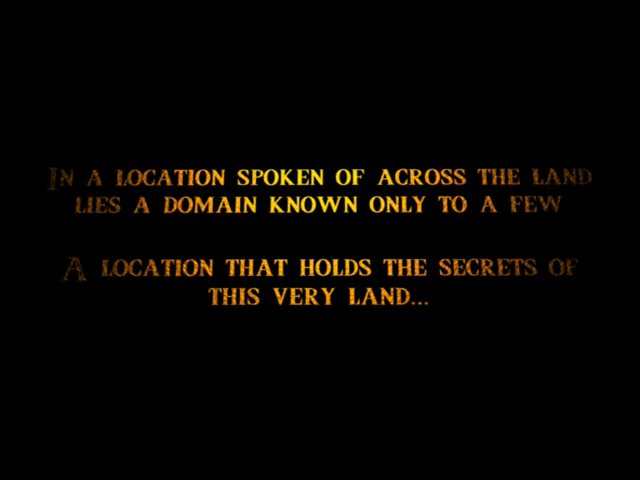 IN A LOCATION SPOKEN OF ACROSS THE LAND
LIES A DOMAIN KNOWN ONLY TO A FEW
A LOCATION THAT HOLDS THE SECRETS OF
THIS VERY LAND...